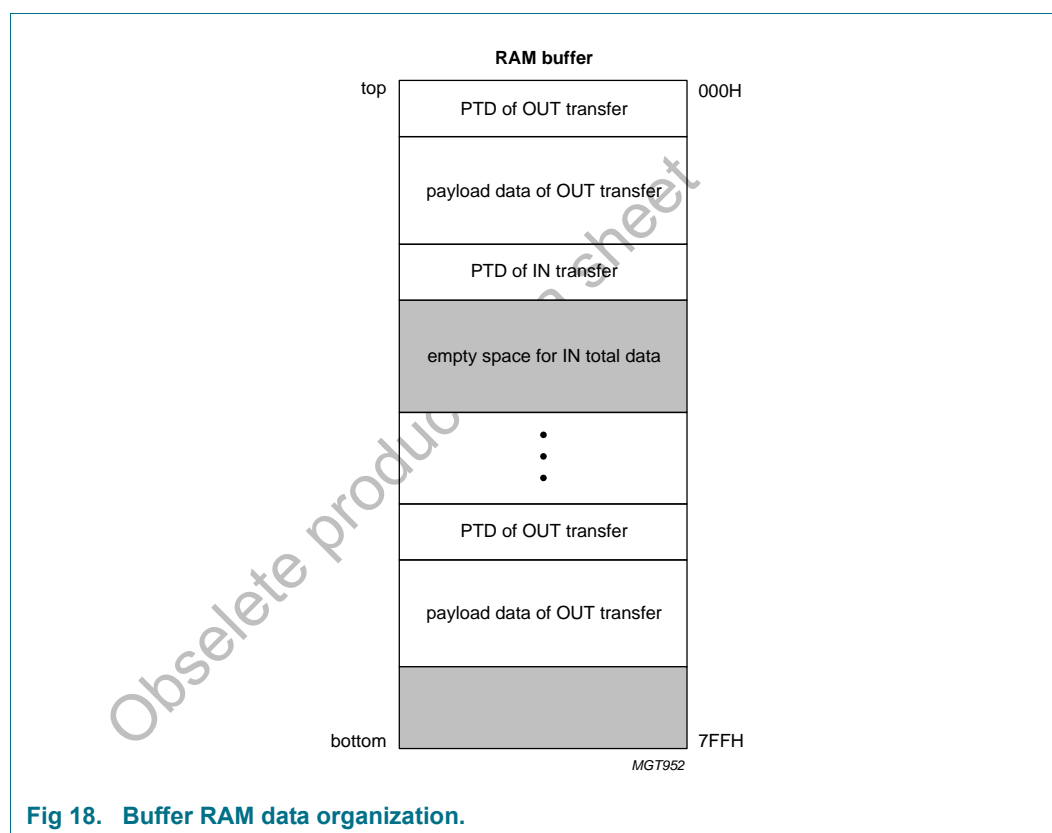 RAM buffer
top
000H
PTD of OUT transfer
payload data of OUT transfer
PTD of IN transfer
empty space for IN total data
PTD of OUT transfer
payload data of OUT transfer
bottom
7FFH
MGT952
Obselete produc sheet
Fig 18. Buffer RAM data organization.